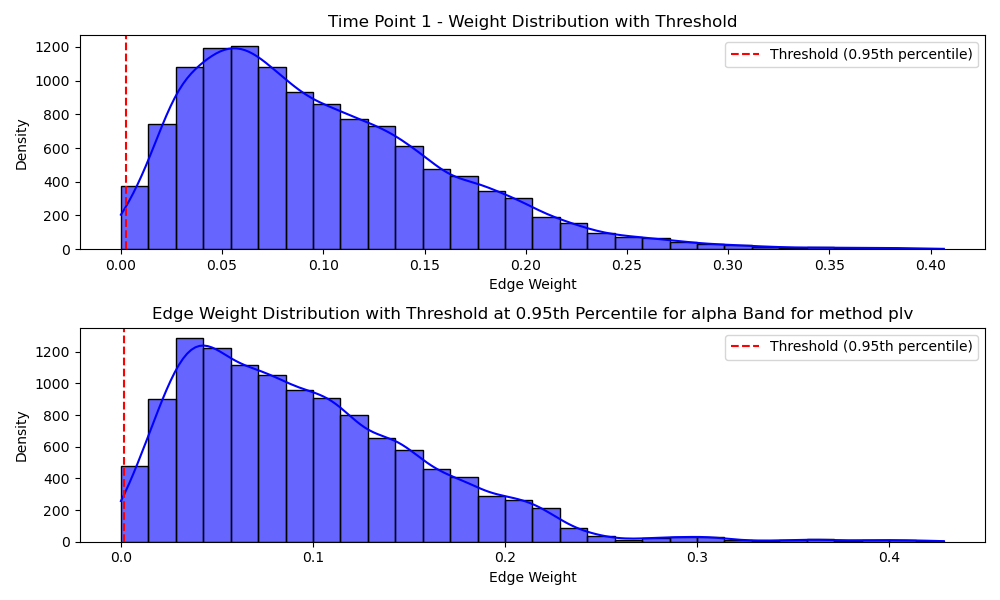 Time Point 1 - Weight Distribution with Threshold
Threshold (0.95th percentile)
Density
1200
1000
800
600
400
200
0
0.00 0.05 0.10 0.15 0.20 0.25 0.30 0.35 0.40
Edge Weight
Edge Weight Distribution with Threshold at 0.95th Percentile for alpha Band for method plv
Threshold (0.95th percentile)
Density
1200
1000
800
600
400
200
0
0.0 0.1 0.2 0.3 0.4
Edge Weight